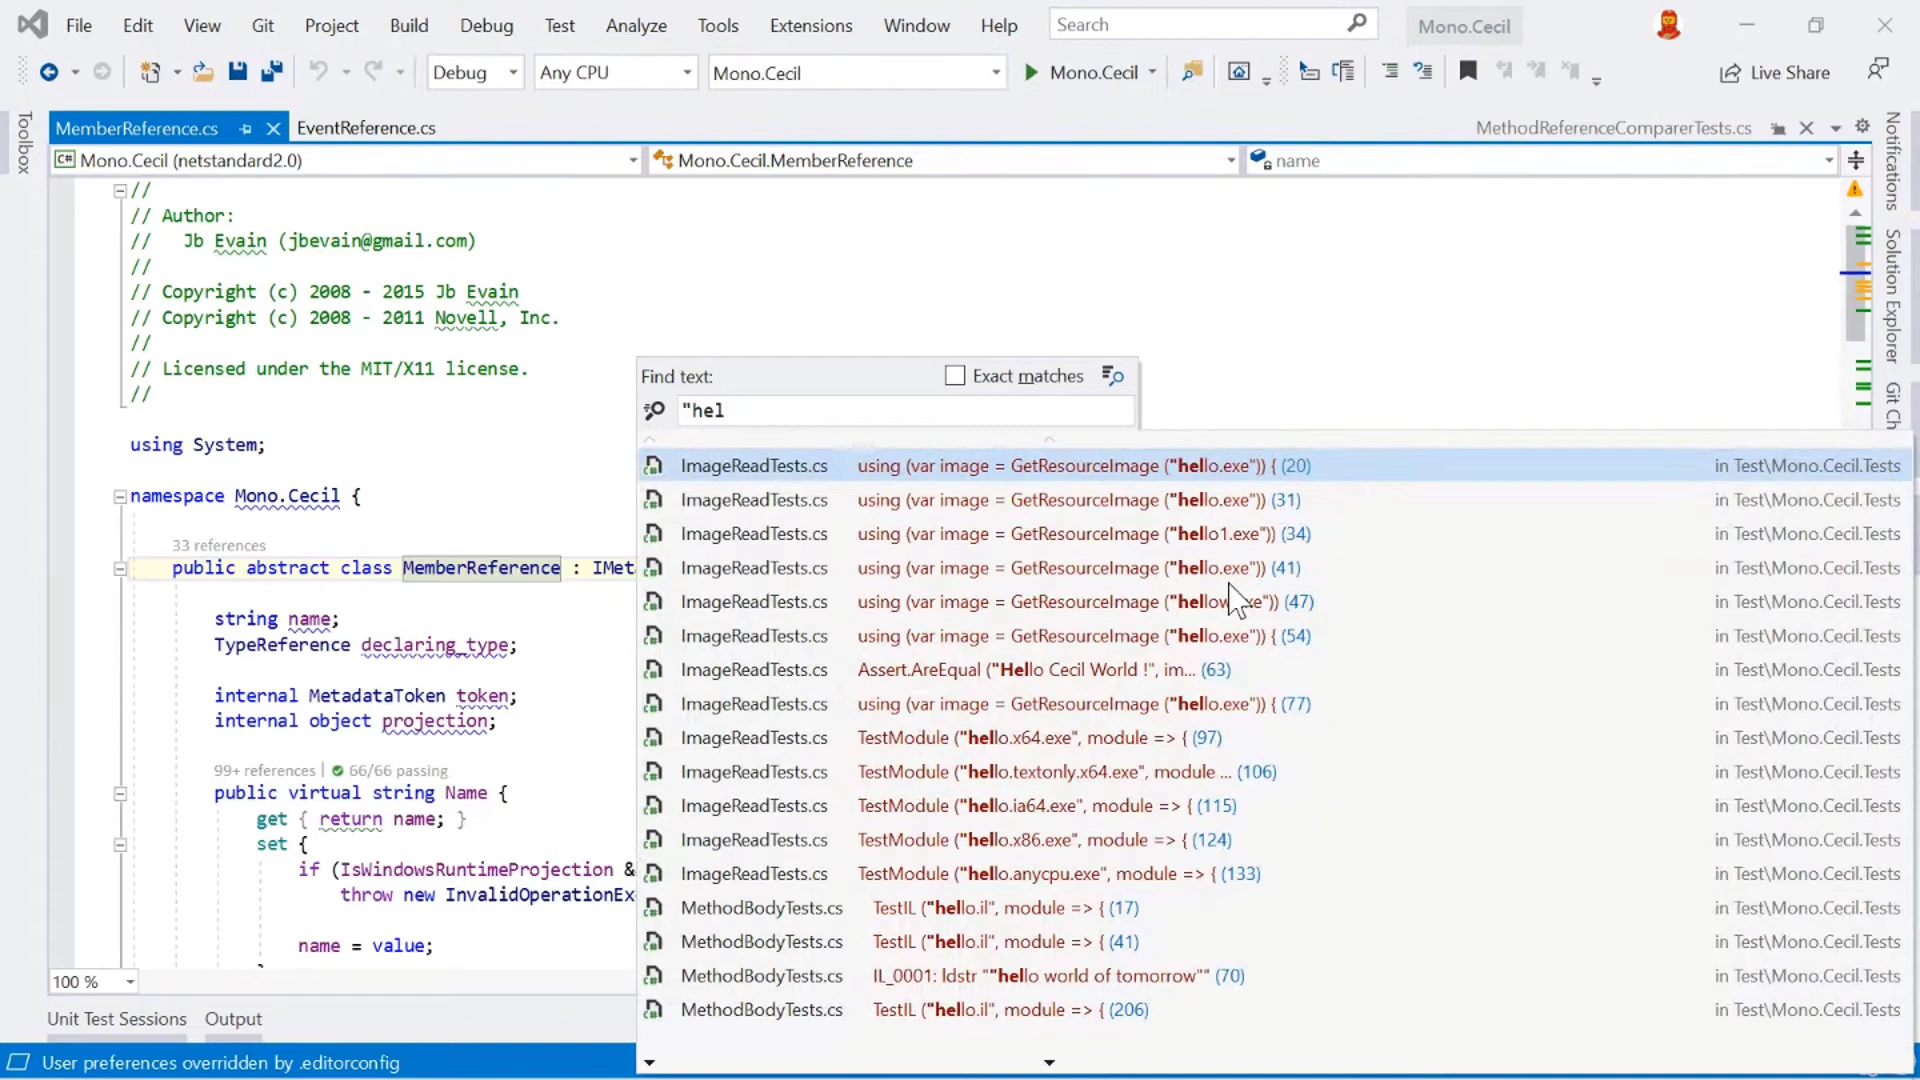 File Edit View Git Project Build Debug Test Analyze Tools Extensions Window Help Search Mono.Cecil
Debug Any CPU Mono.Cecil Mono.Cecil Live Share
MemberReference.cs EventReference.cs MethodReferenceComparerTests.cs
Toolbox
C# Mono.Cecil (netstandard2.0) Mono.Cecil.MemberReference name
Notifications
Solution Explorer
Git Ch
//
// Author:
// Jb Evain (jbevain@gmail.com)
//
// Copyright (c) 2008 - 2015 Jb Evain
// Copyright (c) 2008 - 2011 Novell, Inc.
//
// Licensed under the MIT/X11 license.
//
using System;
namespace Mono.Cecil {
33 references
public abstract class MemberReference : IMeta
string name;
TypeReference declaring_type;
internal MetadataToken token;
internal object projection;
99+ references | 66/66 passing
public virtual string Name {
get { return name; }
set {
if (IsWindowsRuntimeProjection &
throw new InvalidOperationEx
name = value;
100 %
Find text: Exact matches
"hel
ImageReadTests.cs using (var image = GetResourceImage ("hello.exe")) { (20) in Test\Mono.Cecil.Tests
ImageReadTests.cs using (var image = GetResourceImage ("hello.exe")) (31) in Test\Mono.Cecil.Tests
ImageReadTests.cs using (var image = GetResourceImage ("hello1.exe")) (34) in Test\Mono.Cecil.Tests
ImageReadTests.cs using (var image = GetResourceImage ("hello.exe")) (41) in Test\Mono.Cecil.Tests
ImageReadTests.cs using (var image = GetResourceImage (47) in Test\Mono.Cecil.Tests
ImageReadTests.cs using (var image = GetResourceImage ("hello.exe")) { (54) in Test\Mono.Cecil.Tests
ImageReadTests.cs Assert.AreEqual ("Hello Cecil World !", im... (63) in Test\Mono.Cecil.Tests
ImageReadTests.cs using (var image = GetResourceImage ("hello.exe")) { (77) in Test\Mono.Cecil.Tests
ImageReadTests.cs TestModule ("hello.x64.exe", module => { (97) in Test\Mono.Cecil.Tests
ImageReadTests.cs TestModule ("hello.textonly.x64.exe", module ... (106) in Test\Mono.Cecil.Tests
ImageReadTests.cs TestModule ("hello.ia64.exe", module => { (115) in Test\Mono.Cecil.Tests
ImageReadTests.cs TestModule ("hello.x86.exe", module => { (124) in Test\Mono.Cecil.Tests
ImageReadTests.cs TestModule ("hello.anycpu.exe", module => { (133) in Test\Mono.Cecil.Tests
MethodBodyTests.cs TestIL ("hello.il", module => { (17) in Test\Mono.Cecil.Tests
MethodBodyTests.cs TestIL ("hello.il", module => { (41) in Test\Mono.Cecil.Tests
MethodBodyTests.cs IL_0001: ldstr ""hello world of tomorrow"" (70) in Test\Mono.Cecil.Tests
MethodBodyTests.cs TestIL ("hello.il", module => { (206) in Test\Mono.Cecil.Tests
Unit Test Sessions Output
User preferences overridden by .editorconfig